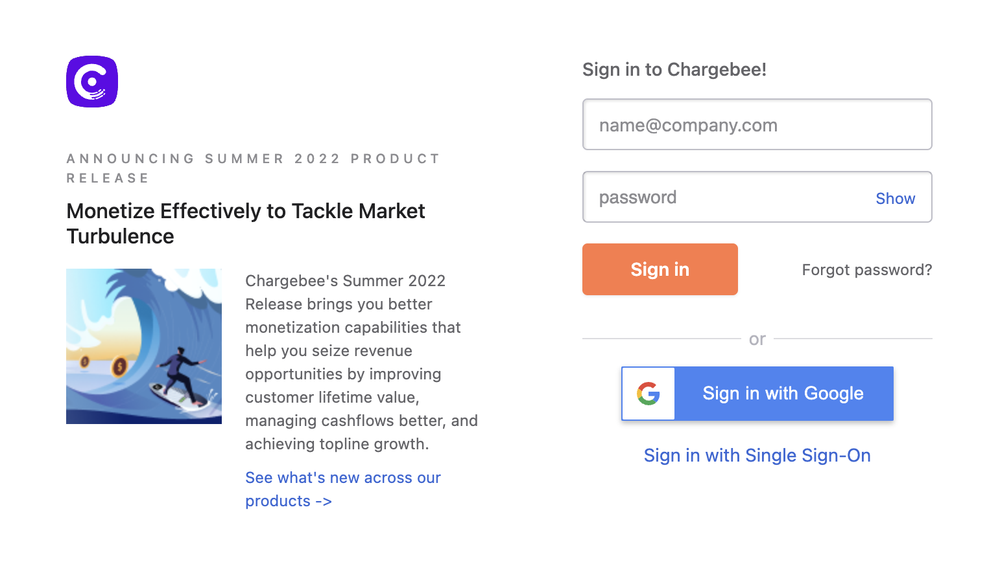 ANNOUNCING SUMMER 2022 PRODUCT
RELEASE
Monetize Effectively to Tackle Market
Turbulence
Chargebee's Summer 2022
Release brings you better
monetization capabilities that
help you seize revenue
opportunities by improving
customer lifetime value,
managing cashflows better, and
achieving topline growth.
See what's new across our
products ->
Sign in to Chargebee!
name@company.com
password
Show
Sign in
Forgot password?
or
Sign in with Google
Sign in with Single Sign-On